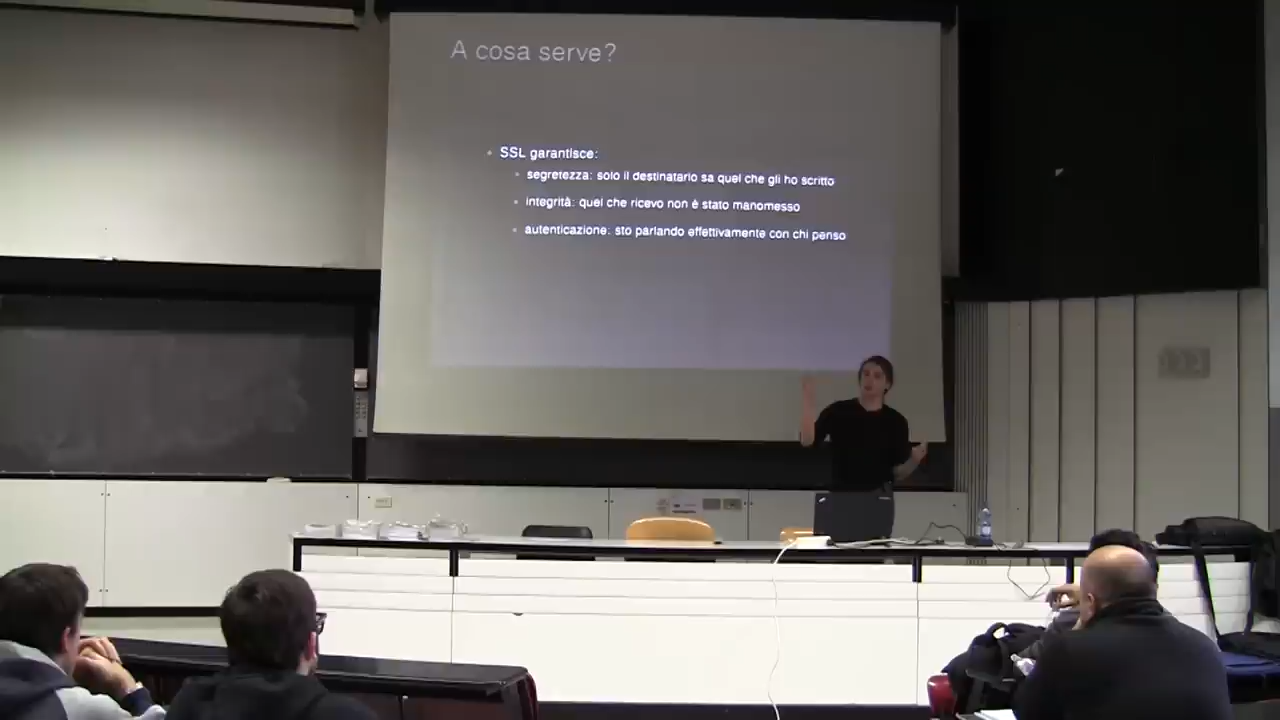 A cosa serve?
SSL garantisce:
segretezza: solo il destinatario sa quel che gli ho scritto
integrità: quel che ricevo non è stato manomesso
autenticazione: sto parlando effettivamente con chi penso